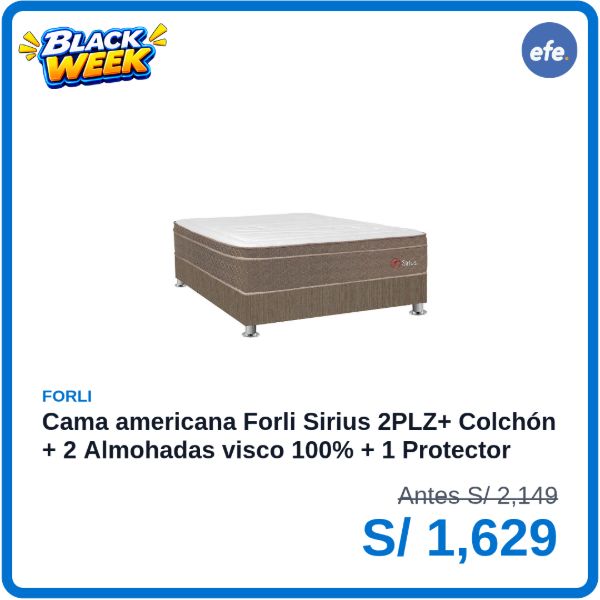 BLACK
WEEK
efe.
Sirius
FORLI
Cama americana Forli Sirius 2PLZ+ Colchón
+ 2 Almohadas visco 100% + 1 Protector
Antes S/ 2,149
S/ 1,629